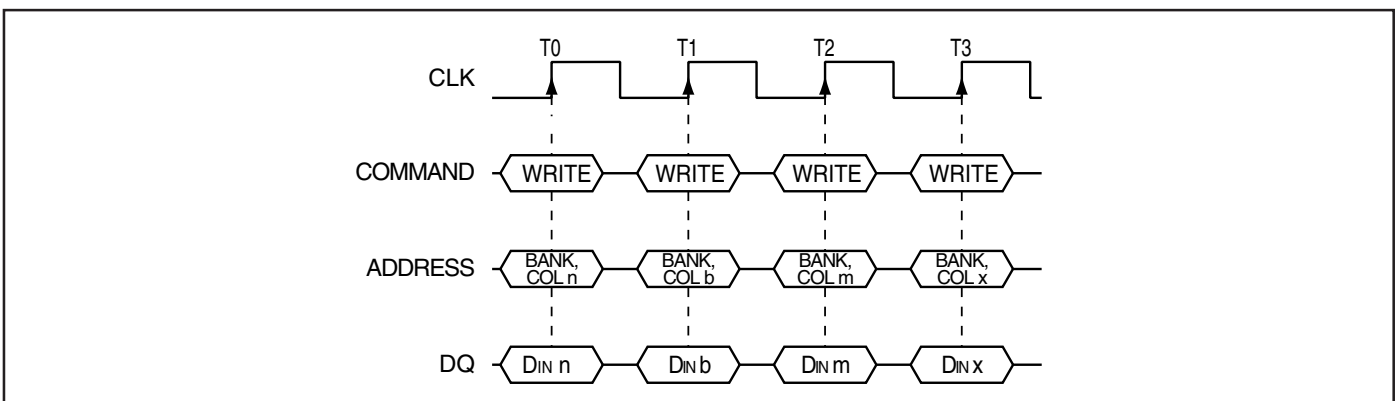 T0 T1 T2 T3
CLK
COMMAND WRITE WRITE WRITE WRITE
ADDRESS BANK, COL n BANK, COL b BANK, COL m BANK, COL x
DQ DIN n DIN b DIN m DIN x